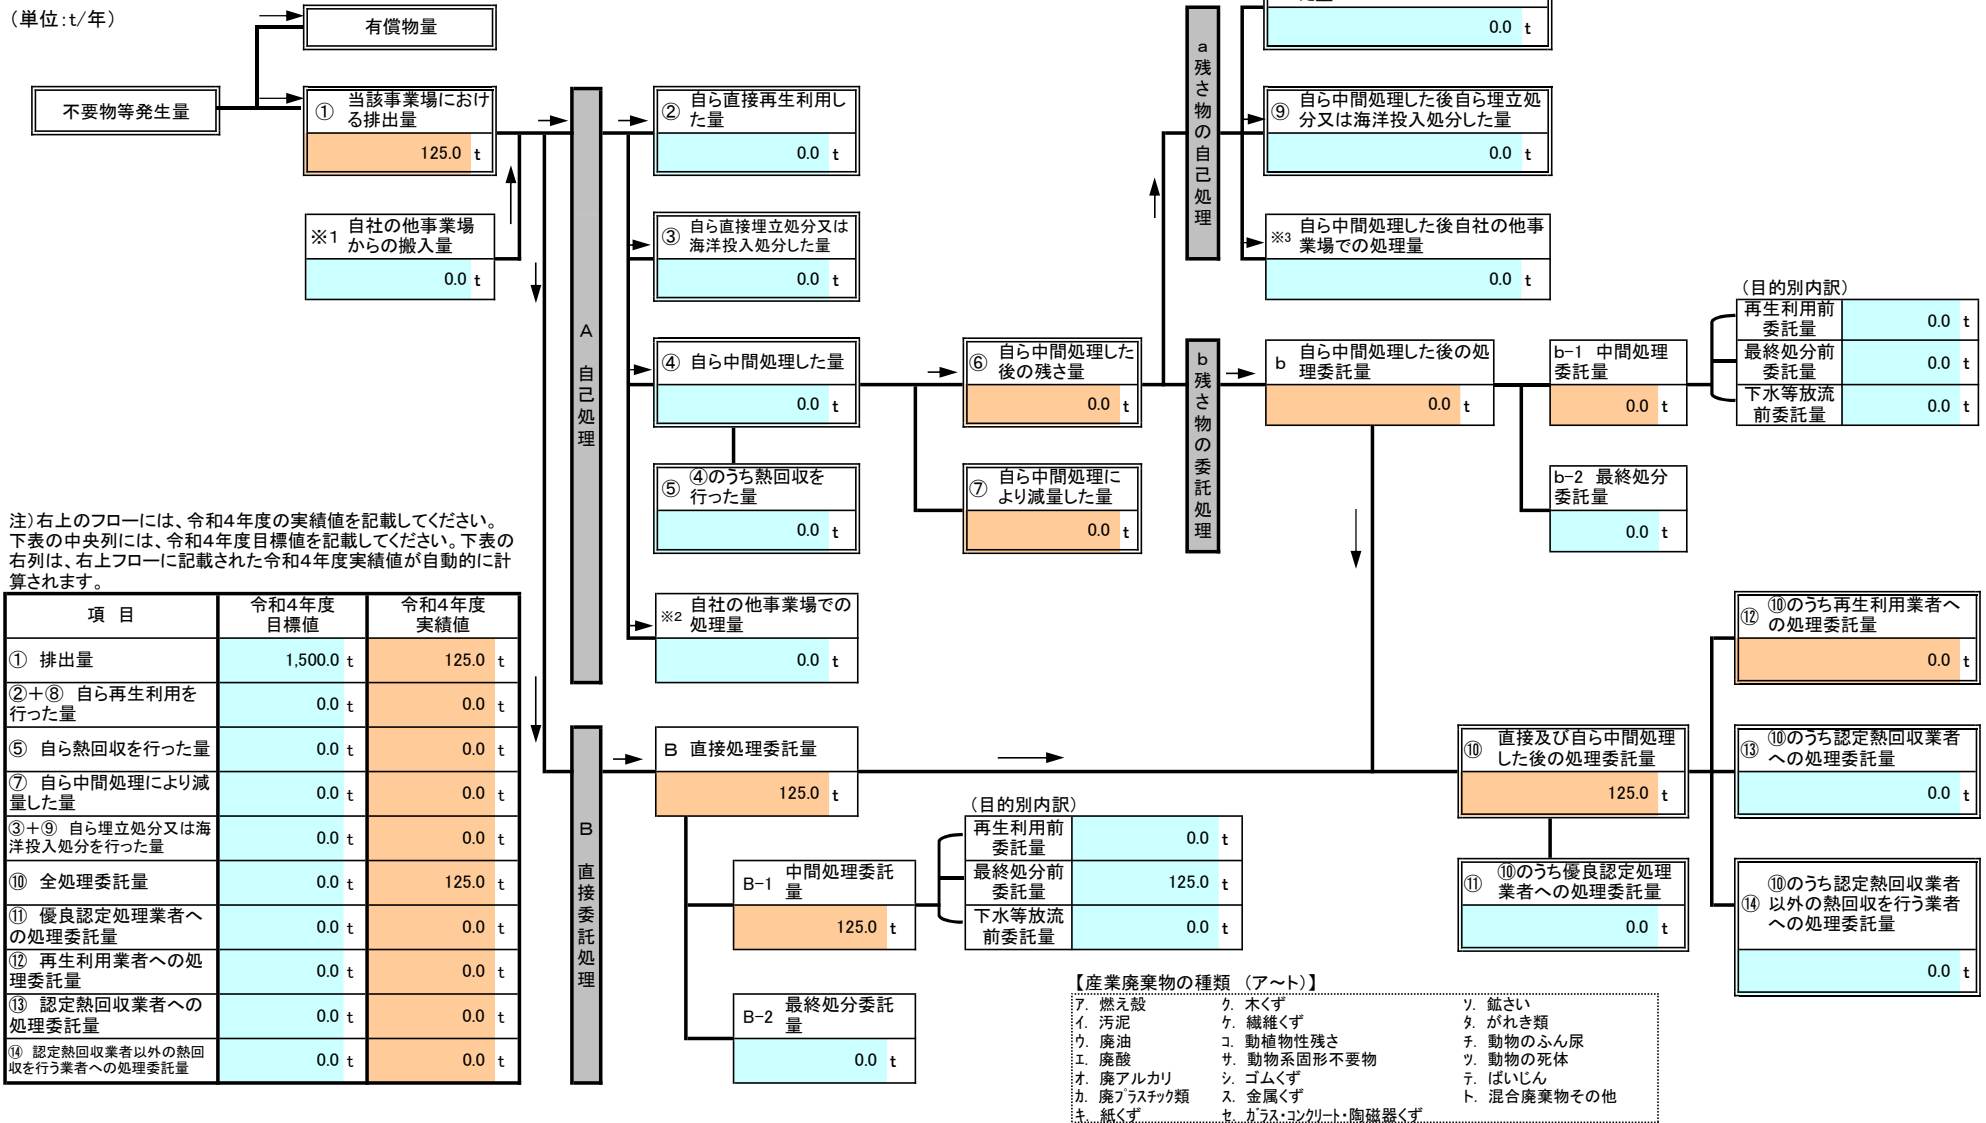 （単位：t/年）
有償物量
不要物等発生量
① 当該事業場におけ
る排出量
125.0 t
※1 自社の他事業場
からの搬入量
0.0 t
A 自己処理
② 自ら直接再生利用し
た量
0.0 t
③ 自ら直接埋立処分又は
海洋投入処分した量
0.0 t
④ 自ら中間処理した量
0.0 t
⑤ ④のうち熱回収を
行った量
0.0 t
※2 自社の他事業場での
処理量
0.0 t
⑥ 自ら中間処理した
後の残さ量
0.0 t
⑦ 自ら中間処理に
より減量した量
0.0 t
a 残さ物の自己処理
0.0 t
⑨ 自ら中間処理した後自ら埋立処
分又は海洋投入処分した量
0.0 t
※3 自ら中間処理した後自社の他事
業場での処理量
0.0 t
b 残さ物の委託処理
b 自ら中間処理した後の処
理委託量
0.0 t
b-1 中間処理
委託量
0.0 t
b-2 最終処分
委託量
0.0 t
（目的別内訳）
再生利用前
委託量
0.0 t
最終処分前
委託量
0.0 t
下水等放流
前委託量
0.0 t
注）右上のフローには、令和４年度の実績値を記載してください。
下表の中央列には、令和４年度目標値を記載してください。下表の
右列は、右上フローに記載された令和４年度実績値が自動的に計
算されます。
項 目 令和４年度 令和４年度
目標値 実績値
① 排出量 1,500.0 t 125.0 t
②＋⑧ 自ら再生利用を
行った量 0.0 t 0.0 t
⑤ 自ら熱回収を行った量 0.0 t 0.0 t
⑦ 自ら中間処理により減
量した量 0.0 t 0.0 t
③＋⑨ 自ら埋立処分又は海
洋投入処分を行った量 0.0 t 0.0 t
⑩ 全処理委託量 0.0 t 125.0 t
⑪ 優良認定処理業者へ
の処理委託量 0.0 t 0.0 t
⑫ 再生利用業者への処
理委託量 0.0 t 0.0 t
⑬ 認定熱回収業者への
処理委託量 0.0 t 0.0 t
⑭ 認定熱回収業者以外の熱回
収を行う業者への処理委託量 0.0 t 0.0 t
B 直接委託処理
B 直接処理委託量
125.0 t
B-1 中間処理委託
量
125.0 t
B-2 最終処分委託
量
0.0 t
（目的別内訳）
再生利用前
委託量
0.0 t
最終処分前
委託量
125.0 t
下水等放流
前委託量
0.0 t
⑩ 直接及び自ら中間処理
した後の処理委託量
125.0 t
⑪ ⑩のうち優良認定処理
業者への処理委託量
0.0 t
⑫ ⑩のうち再生利用業者へ
の処理委託量
0.0 t
⑬ ⑩のうち認定熱回収業者
への処理委託量
0.0 t
⑭ ⑩のうち認定熱回収業者
以外の熱回収を行う業者
への処理委託量
0.0 t
【産業廃棄物の種類 （ア～ト）】
ア. 燃え殻 ク. 木くず ソ. 鉱さい
イ. 汚泥 ケ. 繊維くず タ. がれき類
ウ. 廃油 コ. 動植物性残さ チ. 動物のふん尿
エ. 廃酸 サ. 動物系固形不要物 ツ. 動物の死体
オ. 廃アルカリ シ. ゴムくず テ. ばいじん
カ. 廃プラスチック類 ス. 金属くず ト. 混合廃棄物その他
キ. 紙くず セ. ガラス・コンクリート・陶磁器くず